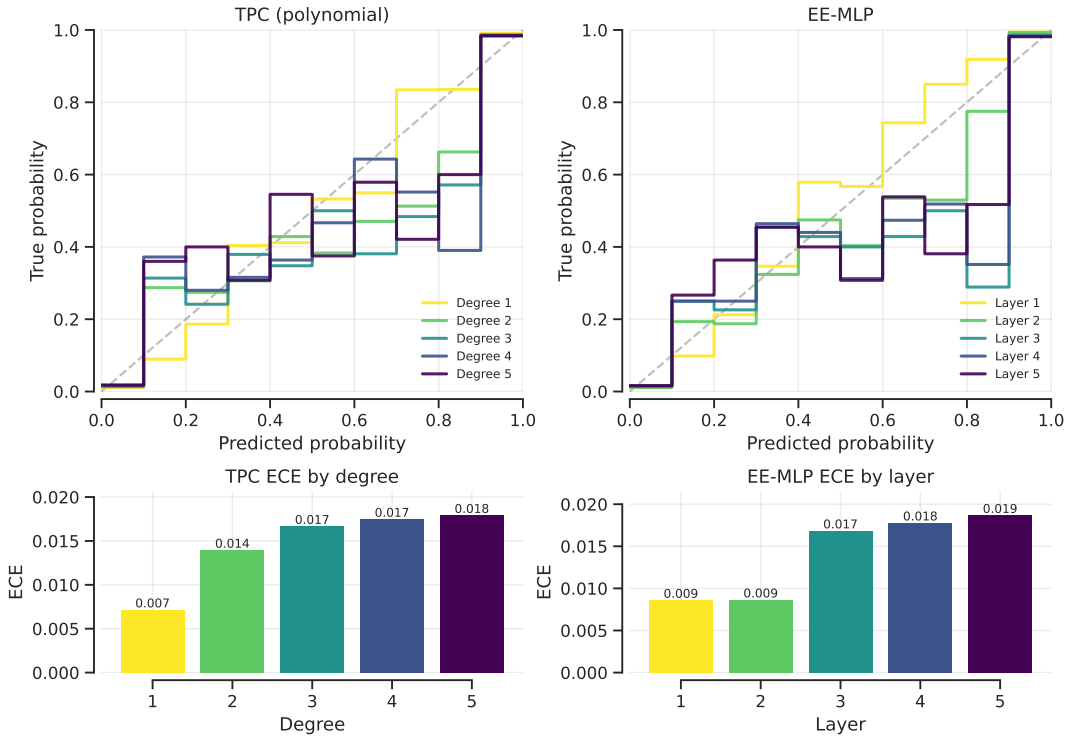 TPC (polynomial)
1.0
0.8
0.6
0.4
0.2
0.0
True probability
Degree 1
Degree 2
Degree 3
Degree 4
Degree 5
0.0 0.2 0.4 0.6 0.8 1.0
Predicted probability
EE-MLP
1.0
0.8
0.6
0.4
0.2
0.0
True probability
Layer 1
Layer 2
Layer 3
Layer 4
Layer 5
0.0 0.2 0.4 0.6 0.8 1.0
Predicted probability
TPC ECE by degree
0.020
0.015
0.010
0.005
0.000
ECE
0.007
0.014
0.017
0.017
0.018
1 2 3 4 5
Degree
EE-MLP ECE by layer
0.020
0.015
0.010
0.005
0.000
ECE
0.009
0.009
0.017
0.018
0.019
1 2 3 4 5
Layer